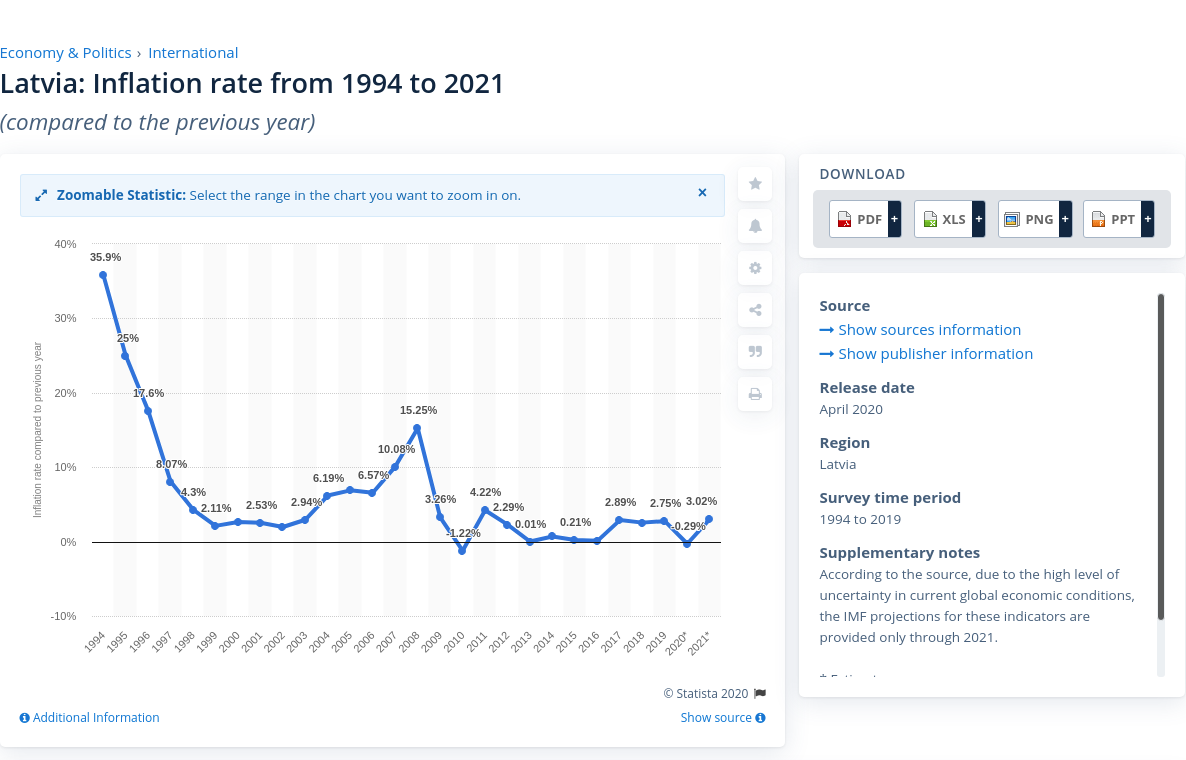 Economy & Politics › International
Latvia: Inflation rate from 1994 to 2021
(compared to the previous year)
Zoomable Statistic: Select the range in the chart you want to zoom in on. ×
40%
30%
20%
10%
0%
-10%
Inflation rate compared to previous year
35.9%
25%
17.6%
8.07%
4.3%
2.11%
2.53%
2.94%
6.19%
6.57%
10.08%
15.25%
3.26%
-1.22%
4.22%
2.29%
0.01%
0.21%
2.89%
2.75%
-0.29%
3.02%
1994
1995
1996
1997
1998
1999
2000
2001
2002
2003
2004
2005
2006
2007
2008
2009
2010
2011
2012
2013
2014
2015
2016
2017
2018
2019
2020*
2021*
© Statista 2020
Additional Information
Show source
DOWNLOAD
PDF + XLS + PNG + PPT +
Source
Show sources information
Show publisher information
Release date
April 2020
Region
Latvia
Survey time period
1994 to 2019
Supplementary notes
According to the source, due to the high level of
uncertainty in current global economic conditions,
the IMF projections for these indicators are
provided only through 2021.